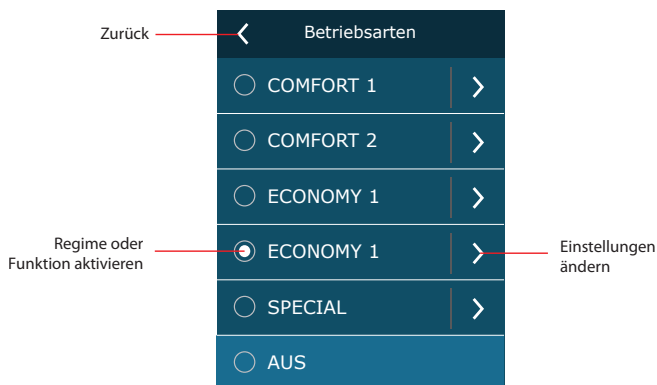 Zurück
Betriebsarten
COMFORT 1
COMFORT 2
ECONOMY 1
Regime oder
Funktion aktivieren
ECONOMY 1
Einstellungen
ändern
SPECIAL
AUS